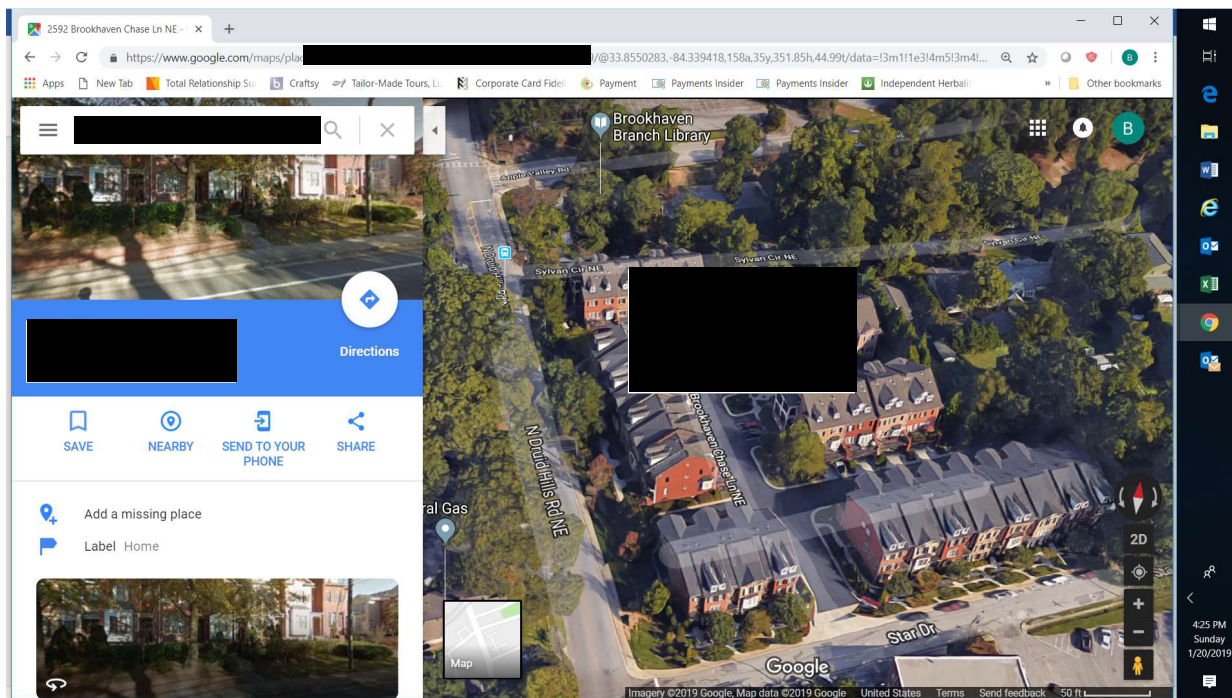 2592 Brookhaven Chase Ln NE -
https://www.google.com/maps/plac
9/@33.8550283,-84.339418,158a,35y,351.85h,44.99t/data=!3m1!1e3!4m5!3m4!...
B
Apps
New Tab
Total Relationship Su
Craftsy
Tailor-Made Tours, L
Corporate Card Fidel
Payment
Payments Insider
Payments Insider
Independent Herbalif
»
Other bookmarks
Directions
SAVE
NEARBY
SEND TO YOUR
PHONE
SHARE
Add a missing place
Label Home
Brookhaven
Branch Library
B
Apple Valley Rd
Sylvan Cir NE
Sylvan Cir NE
Sylvan Cir NE
Brookhaven Chase Ln NE
N Druid Hills Rd NE
ral Gas
Star Dr
Map
2D
Google
Imagery ©2019 Google, Map data ©2019 Google United States Terms Send feedback 50 ft
4:25 PM
Sunday
1/20/2019